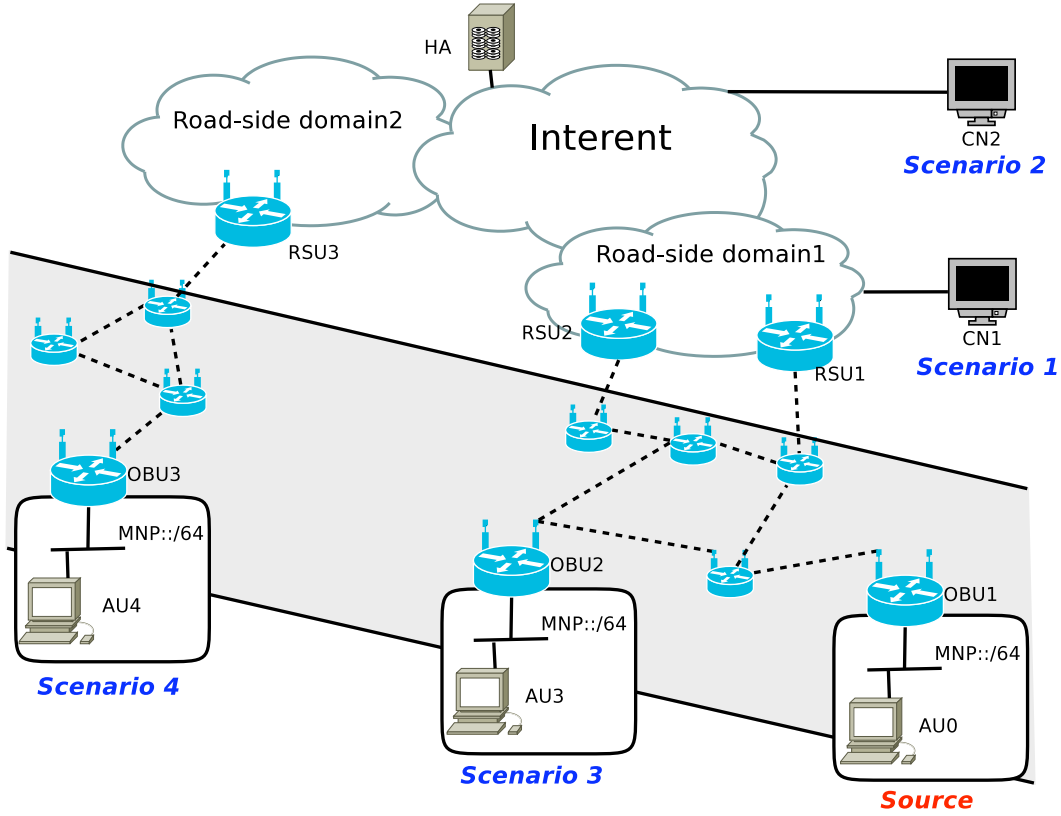 HA
Road-side domain2
Interent
CN2
Scenario 2
RSU3
Road-side domain1
RSU2
RSU1
CN1
Scenario 1
OBU3
MNP::/64
AU4
Scenario 4
OBU2
MNP::/64
AU3
Scenario 3
OBU1
MNP::/64
AU0
Source